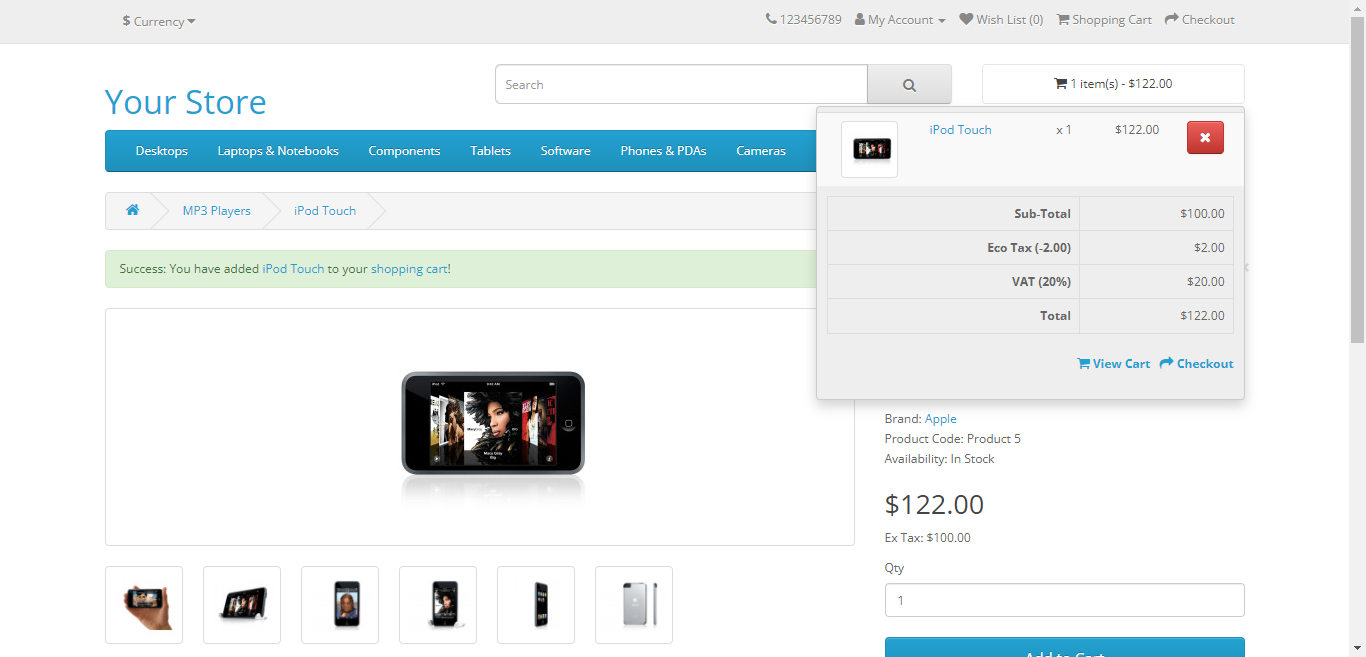 $ Currency
123456789 My Account Wish List (0) Shopping Cart Checkout
Your Store
Search
1 item(s) - $122.00
Desktops Laptops & Notebooks Components Tablets Software Phones & PDAs Cameras
iPod Touch x 1 $122.00
Sub-Total $100.00
Eco Tax (-2.00) $2.00
VAT (20%) $20.00
Total $122.00
View Cart Checkout
MP3 Players iPod Touch
Success: You have added iPod Touch to your shopping cart!
Brand: Apple
Product Code: Product 5
Availability: In Stock
$122.00
Ex Tax: $100.00
Qty
1
Add to Cart